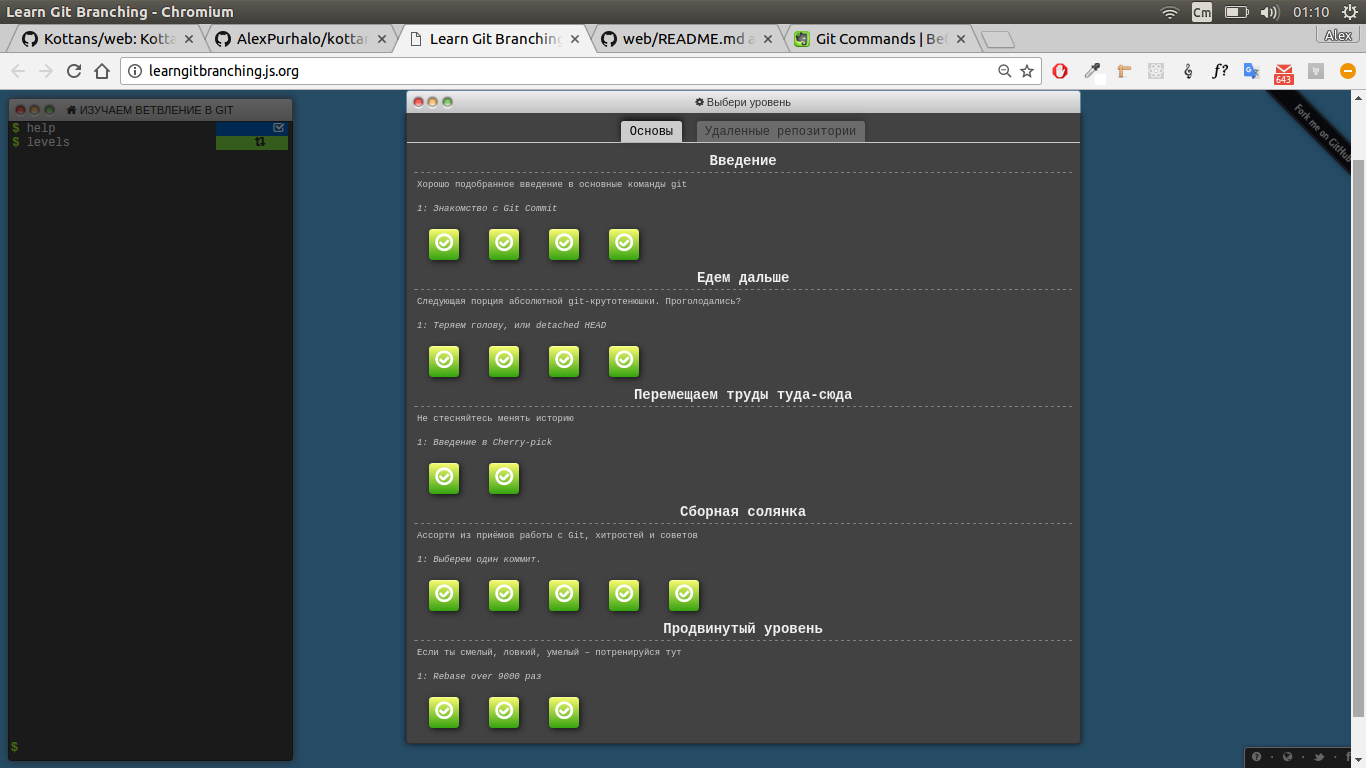 Learn Git Branching - Chromium
Cm
01:10
Kottans/web: Kotta
AlexPurhalo/kottar
Learn Git Branching
web/README.md a
Git Commands | Be
Alex
learngitbranching.js.org
f?
643
ИЗУЧАЕМ ВЕТВЛЕНИЕ В GIT
$ help
$ levels
$
Выбери уровень
Основы
Удаленные репозитории
Введение
Хорошо подобранное введение в основные команды git
1: Знакомство с Git Commit
Едем дальше
Следующая порция абсолютной git-крутотенюшки. Проголодались?
1: Теряем голову, или detached HEAD
Перемещаем труды туда-сюда
Не стесняйтесь менять историю
1: Введение в Cherry-pick
Сборная солянка
Ассорти из приёмов работы с Git, хитростей и советов
1: Выберем один коммит.
Продвинутый уровень
Если ты смелый, ловкий, умелый – потренируйся тут
1: Rebase over 9000 раз
Fork me on GitHub